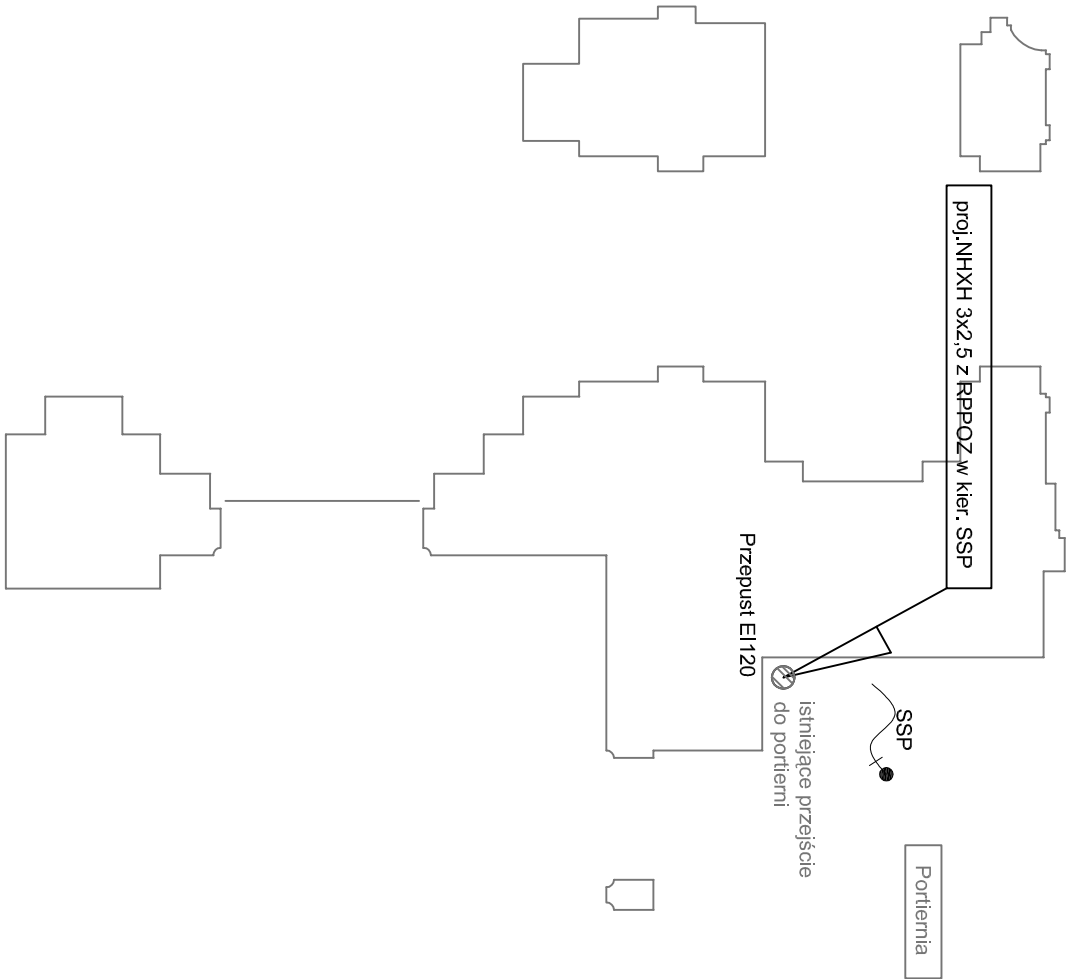 proj.NHXH 3x2,5 z RPPOZ w kier. SSP
Przepust EI120
istniejące przejście
do portierni
SSP
Portiernia